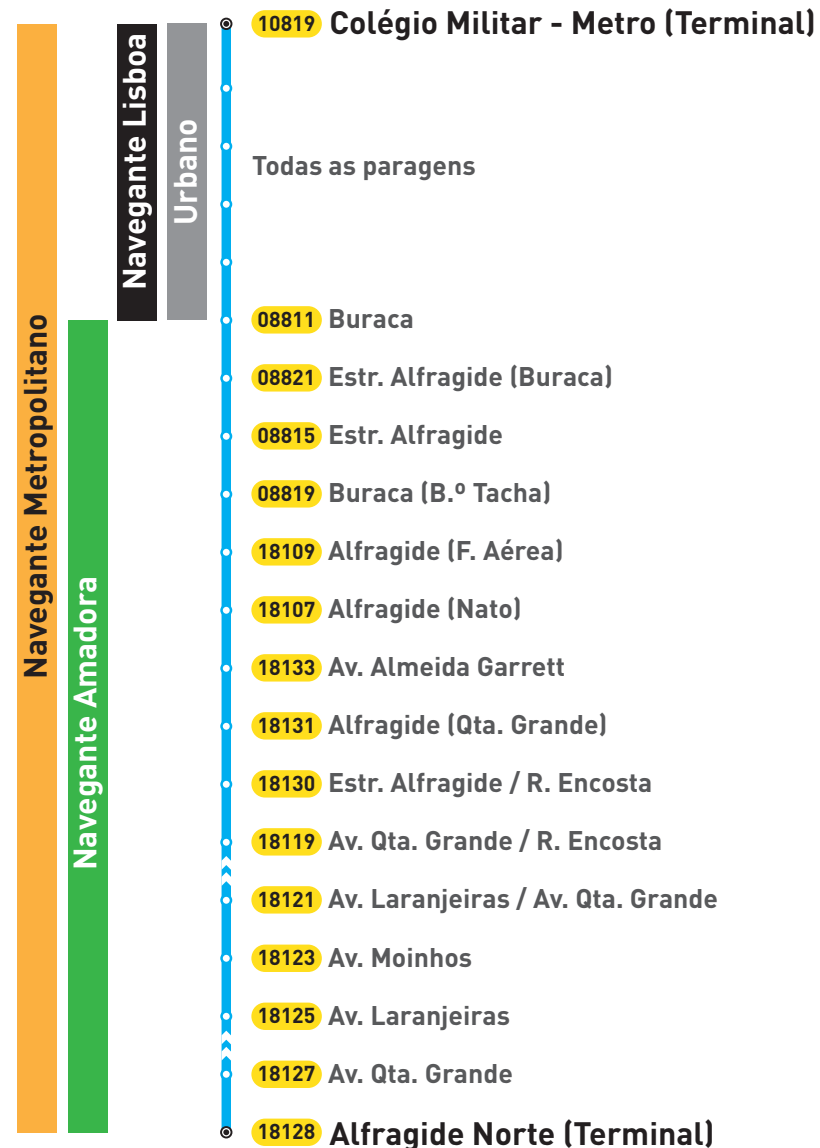 Navegante Metropolitano
Navegante Amadora
Navegante Lisboa
Urbano
10819 Colégio Militar - Metro (Terminal)
Todas as paragens
08811 Buraca
08821 Estr. Alfragide (Buraca)
08815 Estr. Alfragide
08819 Buraca (B.º Tacha)
18109 Alfragide (F. Aérea)
18107 Alfragide (Nato)
18133 Av. Almeida Garrett
18131 Alfragide (Qta. Grande)
18130 Estr. Alfragide / R. Encosta
18119 Av. Qta. Grande / R. Encosta
18121 Av. Laranjeiras / Av. Qta. Grande
18123 Av. Moinhos
18125 Av. Laranjeiras
18127 Av. Qta. Grande
18128 Alfragide Norte (Terminal)